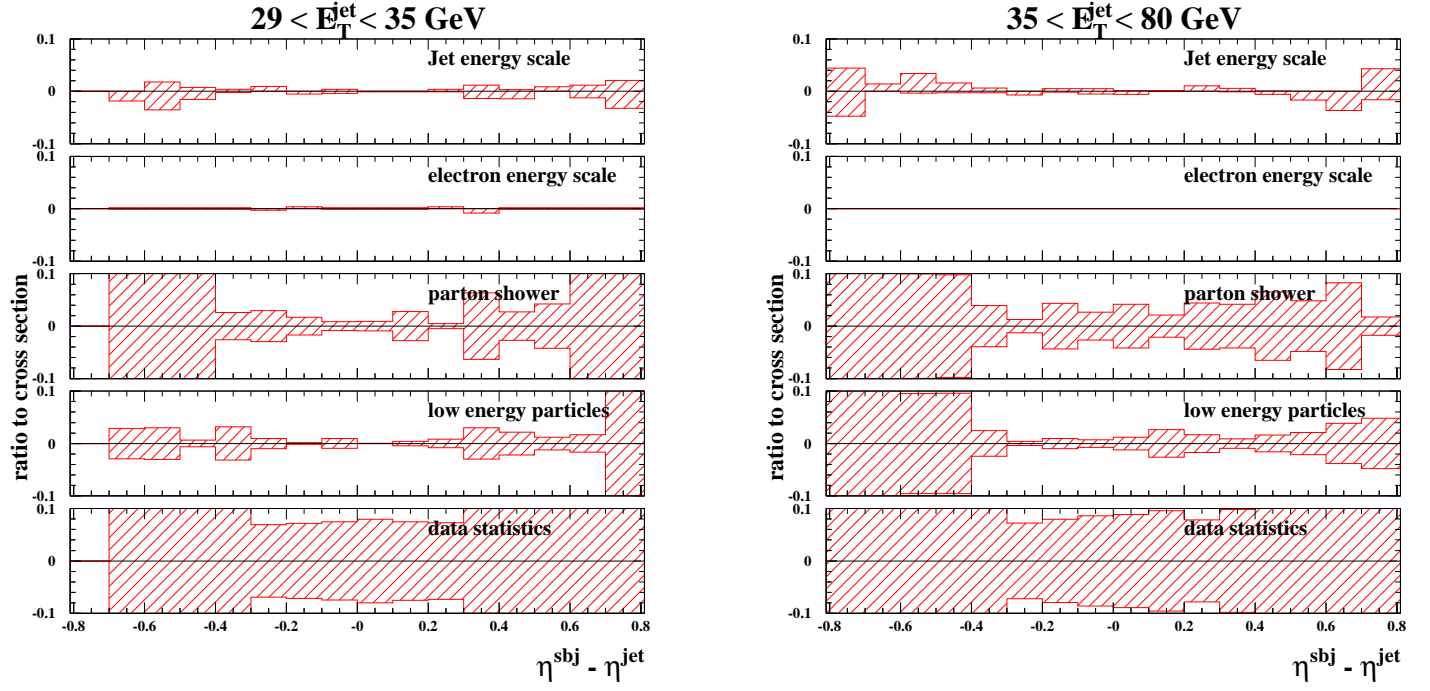 29 < E_T^jet < 35 GeV
0.1
Jet energy scale
0
-0.1
0.1
electron energy scale
0
-0.1
0.1
parton shower
0
-0.1
0.1
low energy particles
0
-0.1
data statistics
0
-0.1
-0.8 -0.6 -0.4 -0.2 -0 0.2 0.4 0.6 0.8
ratio to cross section
η^sbj - η^jet
35 < E_T^jet < 80 GeV
0.1
Jet energy scale
0
-0.1
0.1
electron energy scale
0
-0.1
0.1
parton shower
0
-0.1
0.1
low energy particles
0
-0.1
data statistics
0
-0.1
-0.8 -0.6 -0.4 -0.2 -0 0.2 0.4 0.6 0.8
ratio to cross section
η^sbj - η^jet